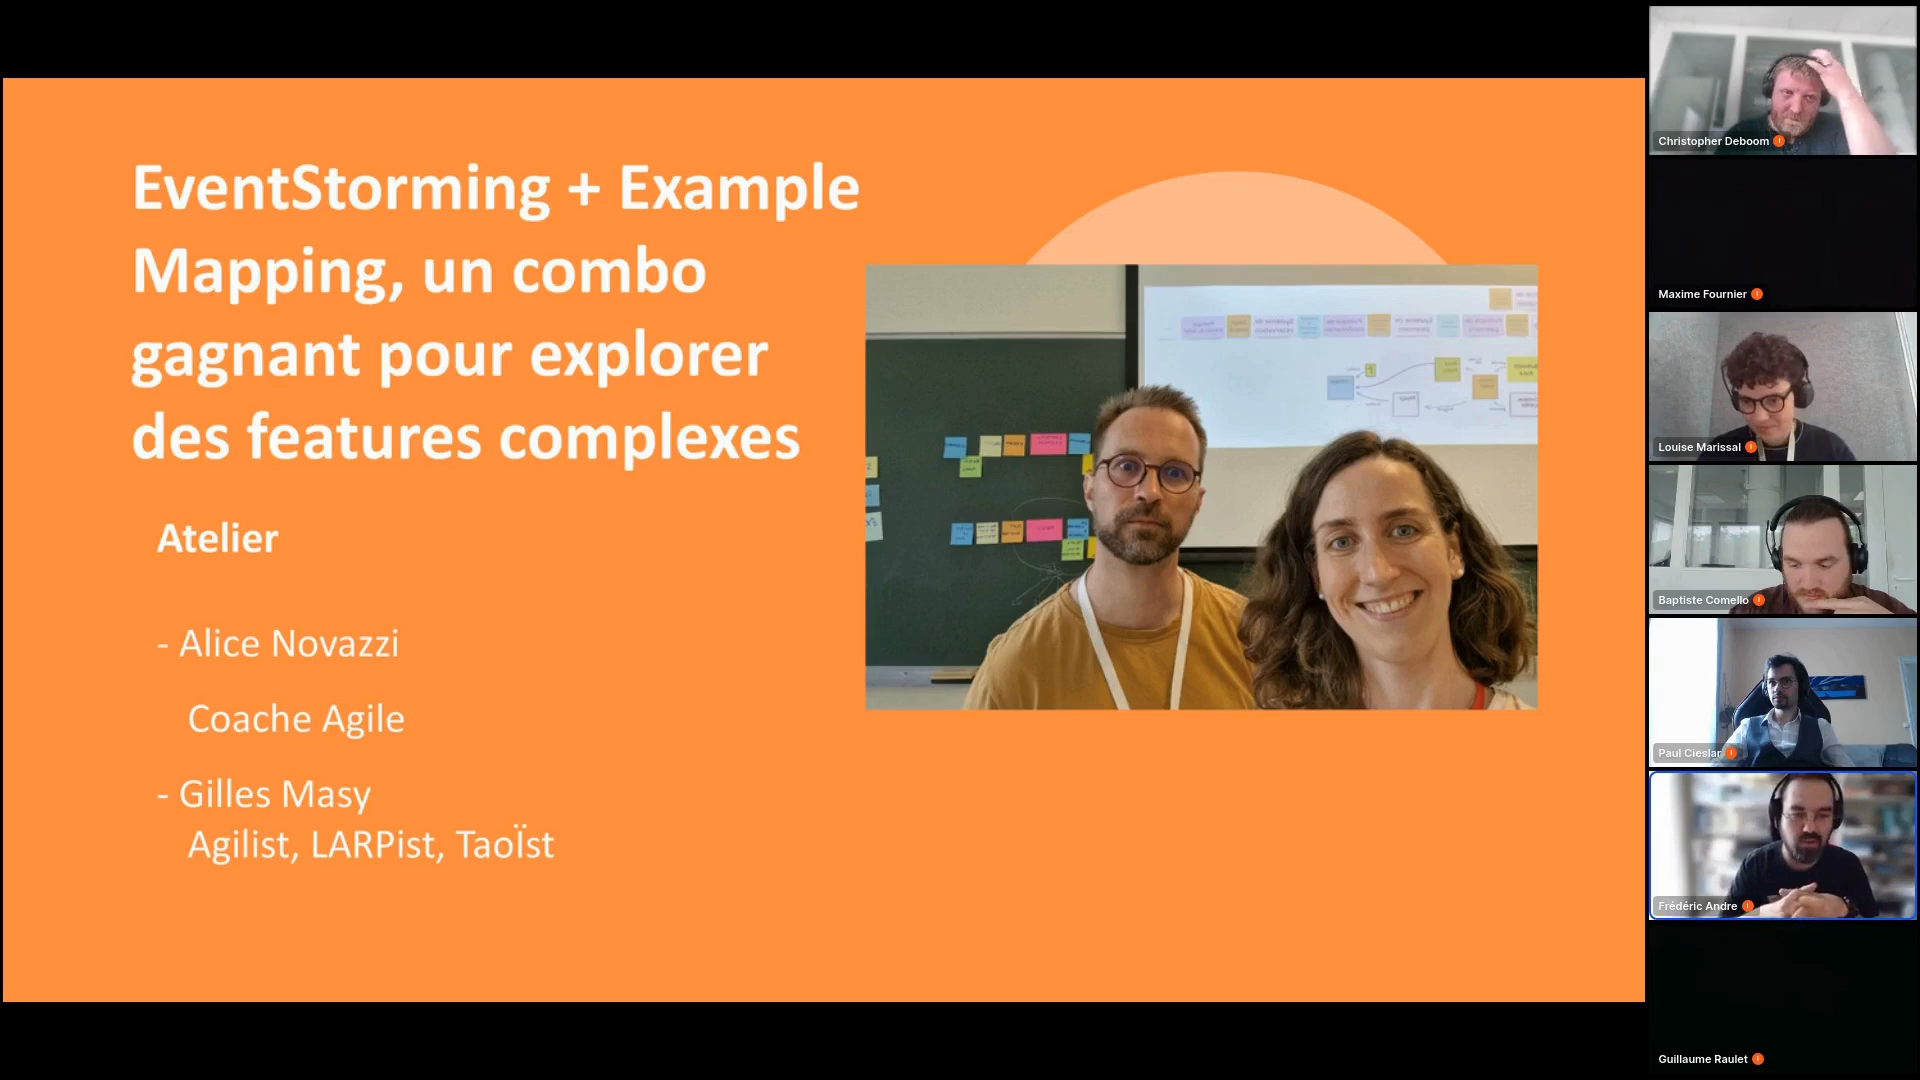 EventStorming + Example
Mapping, un combo
gagnant pour explorer
des features complexes
Atelier
- Alice Novazzi
Coache Agile
- Gilles Masy
Agilist, LARPist, TaoÏst
Christopher Deboom
Maxime Fournier
Louise Marissal
Baptiste Comello
Paul Cieslar
Frédéric Andre
Guillaume Raulet